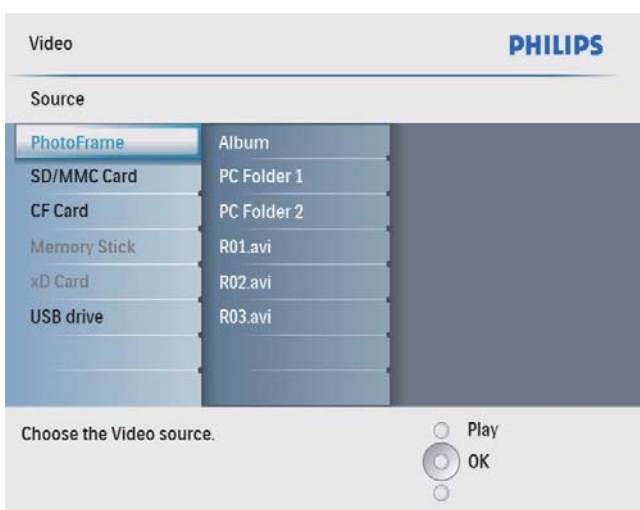 Video
PHILIPS
Source
PhotoFrame
SD/MMC Card
CF Card
Memory Stick
xD Card
USB drive
Album
PC Folder 1
PC Folder 2
R01.avi
R02.avi
R03.avi
Choose the Video source.
Play
OK